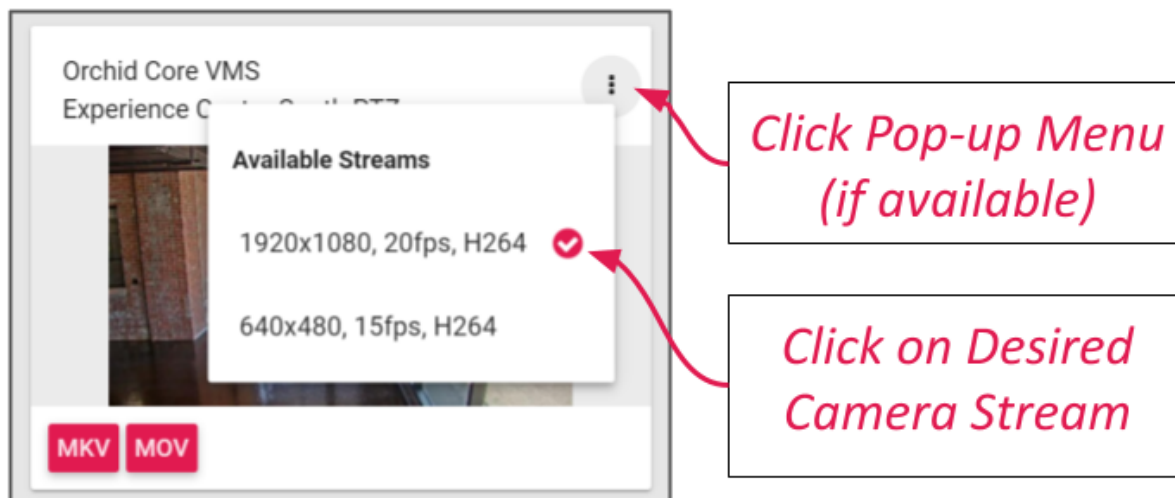 Orchid Core VMS
Experience
Available Streams
1920x1080, 20fps, H264
640x480, 15fps, H264
MKV MOV
Click Pop-up Menu
(if available)
Click on Desired
Camera Stream